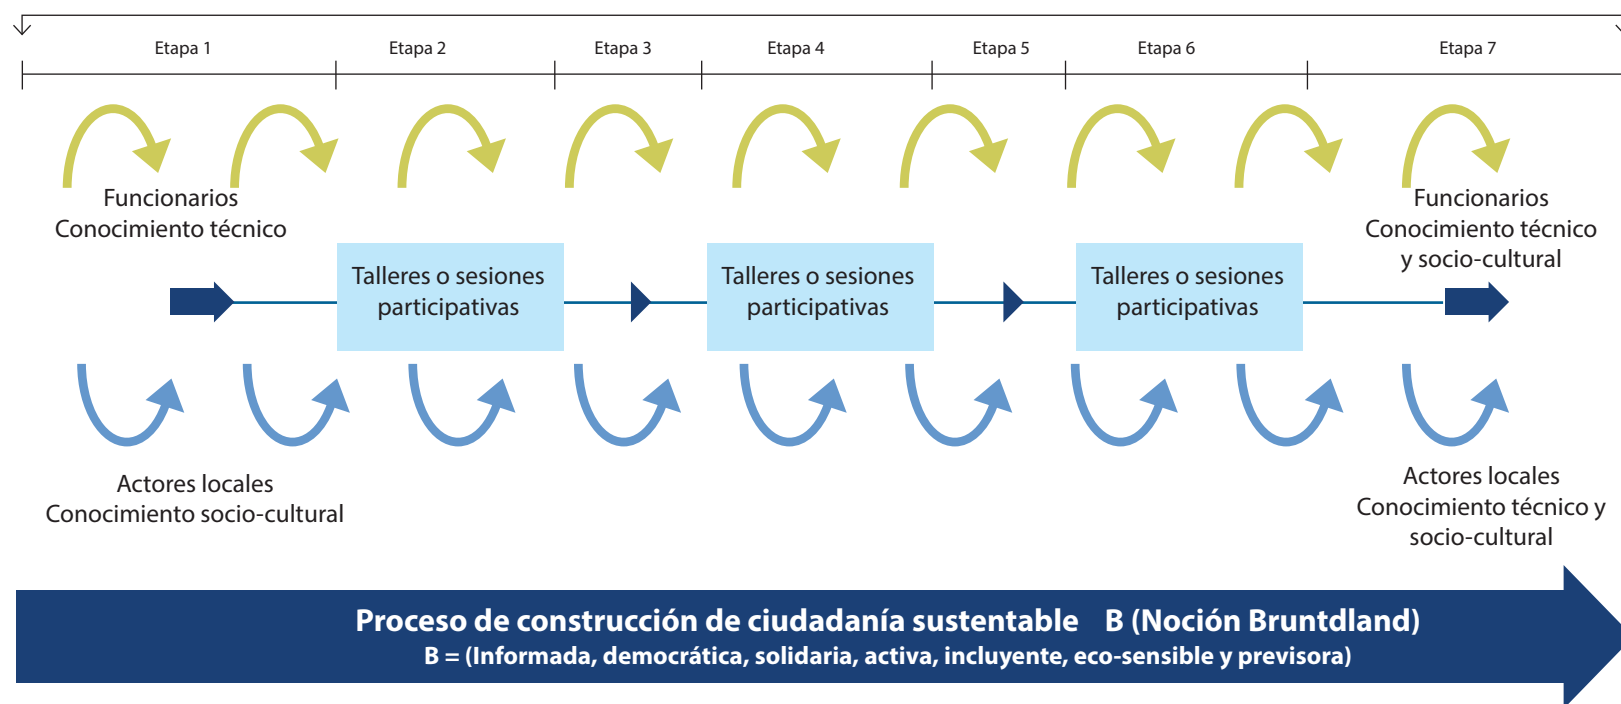 Etapa 1
Etapa 2
Etapa 3
Etapa 4
Etapa 5
Etapa 6
Etapa 7
Funcionarios
Conocimiento técnico
Funcionarios
Conocimiento técnico
y socio-cultural
Talleres o sesiones
participativas
Talleres o sesiones
participativas
Talleres o sesiones
participativas
Actores locales
Conocimiento socio-cultural
Actores locales
Conocimiento técnico y
socio-cultural
Proceso de construcción de ciudadanía sustentable B (Noción Bruntdland)
B = (Informada, democrática, solidaria, activa, incluyente, eco-sensible y previsora)